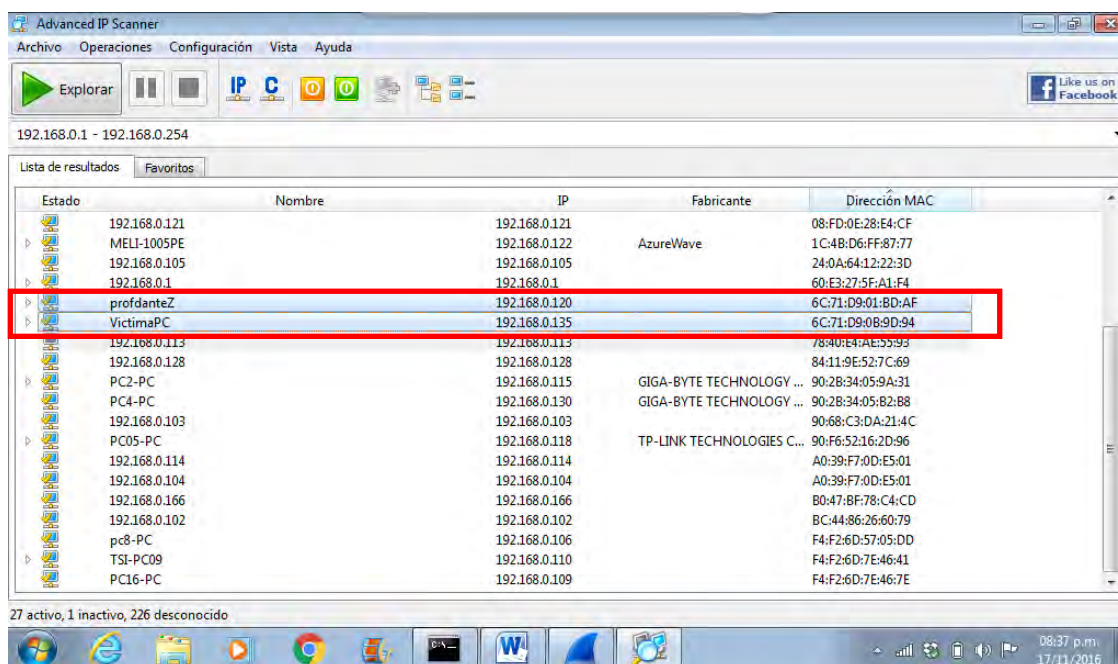 Advanced IP Scanner
Archivo Operaciones Configuración Vista Ayuda
Explorar
IP C
Like us on Facebook
192.168.0.1 - 192.168.0.254
Lista de resultados Favoritos
Estado Nombre IP Fabricante Dirección MAC
192.168.0.121 192.168.0.121 08:FD:0E:28:E4:CF
MELI-1005PE 192.168.0.122 AzureWave 1C:4B:D6:FF:87:77
192.168.0.105 192.168.0.105 24:0A:64:12:22:3D
192.168.0.1 192.168.0.1 60:E3:27:5F:A1:F4
profdanteZ 192.168.0.120 6C:71:D9:01:BD:AF
VictimaPC 192.168.0.135 6C:71:D9:0B:9D:94
192.168.0.113 192.168.0.113 78:40:E4:AE:55:93
192.168.0.128 192.168.0.128 84:11:9E:52:7C:69
PC2-PC 192.168.0.115 GIGA-BYTE TECHNOLOGY ... 90:2B:34:05:9A:31
PC4-PC 192.168.0.130 GIGA-BYTE TECHNOLOGY ... 90:2B:34:05:B2:B8
192.168.0.103 192.168.0.103 90:68:C3:DA:21:4C
PC05-PC 192.168.0.118 TP-LINK TECHNOLOGIES C... 90:F6:52:16:2D:96
192.168.0.114 192.168.0.114 A0:39:F7:0D:E5:01
192.168.0.104 192.168.0.104 A0:39:F7:0D:E5:01
192.168.0.166 192.168.0.166 B0:47:BF:78:C4:CD
192.168.0.102 192.168.0.102 BC:44:86:26:60:79
pc8-PC 192.168.0.106 F4:F2:6D:57:05:DD
TSI-PC09 192.168.0.110 F4:F2:6D:7E:46:41
PC16-PC 192.168.0.109 F4:F2:6D:7E:46:7E
27 activo, 1 inactivo, 226 desconocido
08:37 p.m.
17/11/2016